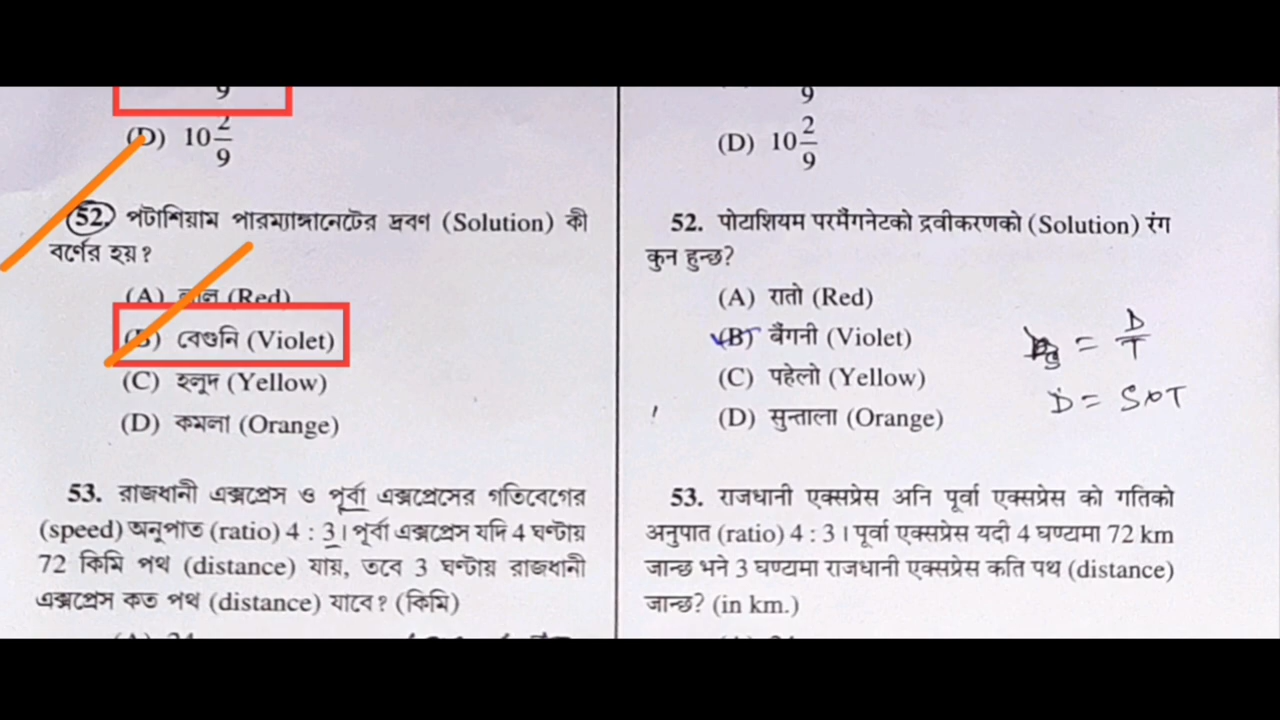 9
(D) 10 2/9
52. পটাশিয়াম পারম্যাঙ্গানেটের দ্রবণ (Solution) কী
বর্ণের হয়?
(A) লাল (Red)
(B) বেগুনি (Violet)
(C) হলুদ (Yellow)
(D) কমলা (Orange)
53. রাজধানী এক্সপ্রেস ও পূর্বা এক্সপ্রেসের গতিবেগের
(speed) অনুপাত (ratio) 4 : 3। পূর্বা এক্সপ্রেস যদি 4 ঘণ্টায়
72 কিমি পথ (distance) যায়, তবে 3 ঘণ্টায় রাজধানী
এক্সপ্রেস কত পথ (distance) যাবে? (কিমি)
9
(D) 10 2/9
52. पोटाशियम परमैंगनेटको द्रवीकरणको (Solution) रंग
कुन हुन्छ?
(A) रातो (Red)
(B) बैंगनी (Violet)
(C) पहेलो (Yellow)
(D) सुन्ताला (Orange)
= D/T
D = S×T
53. राजधानी एक्सप्रेस अनि पूर्वा एक्सप्रेस को गतिको
अनुपात (ratio) 4 : 3। पूर्वा एक्सप्रेस यदी 4 घण्टामा 72 km
जान्छ भने 3 घण्टामा राजधानी एक्सप्रेस कति पथ (distance)
जान्छ? (in km.)